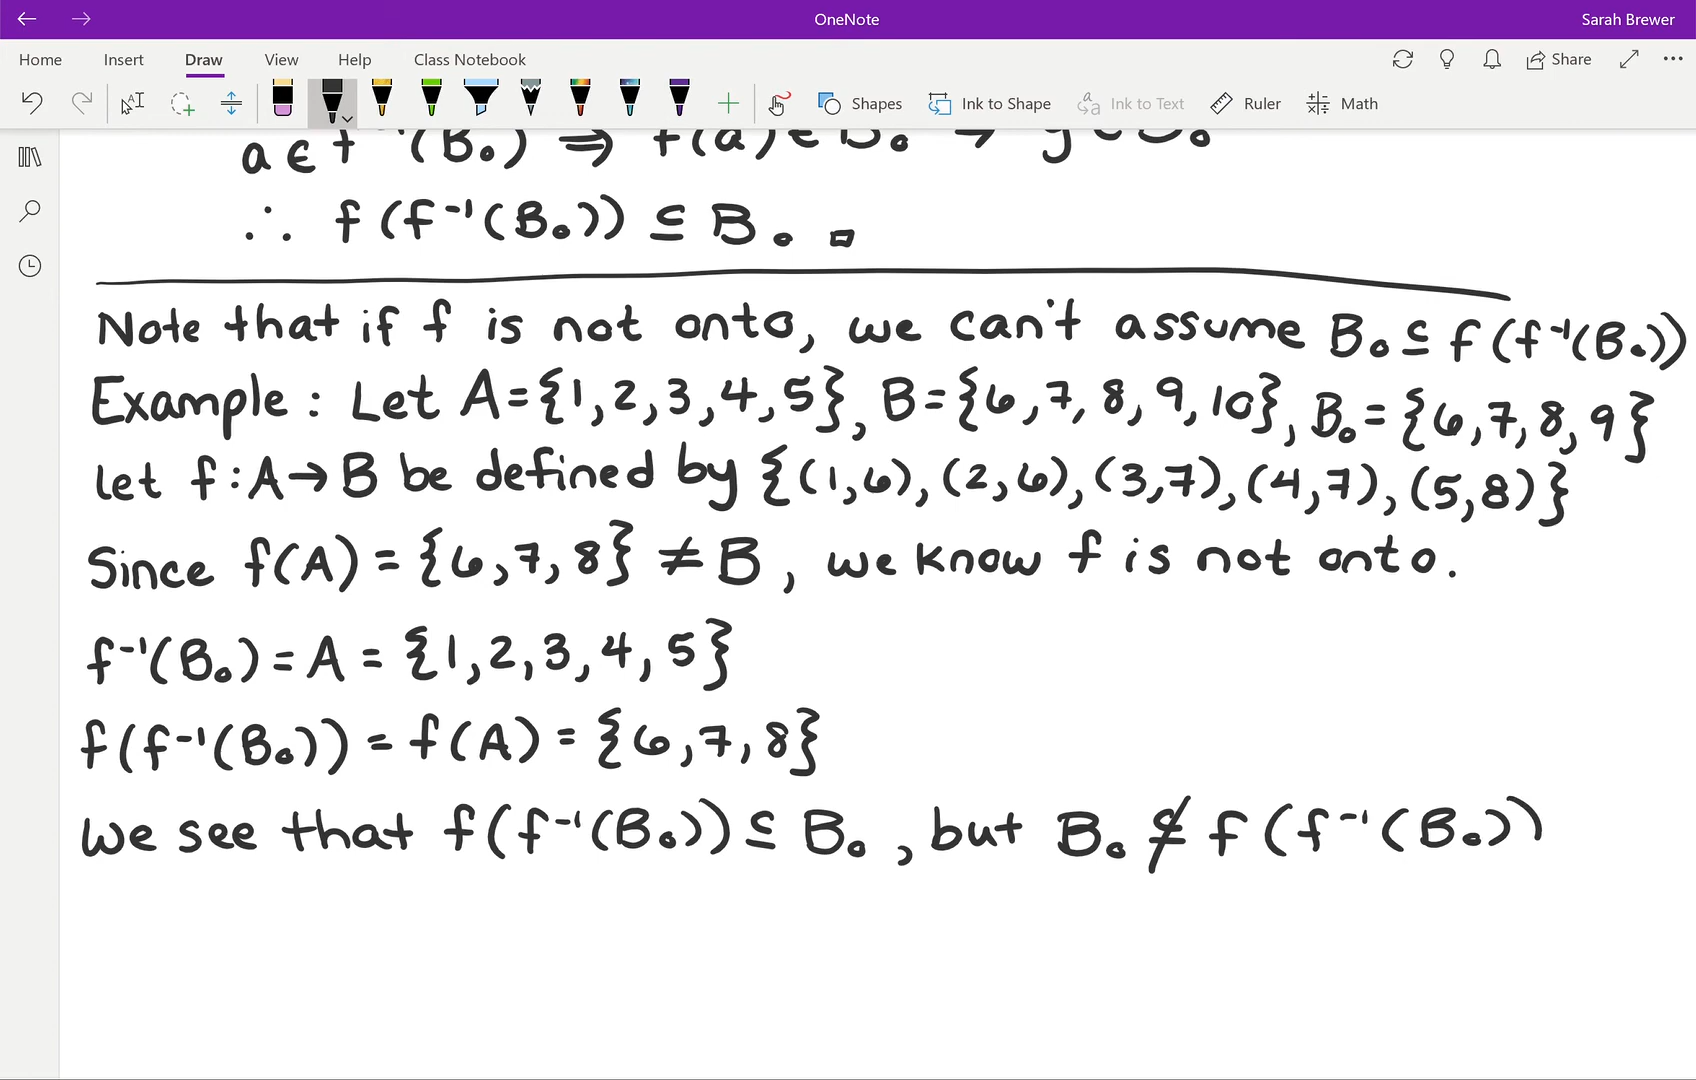 OneNote
Sarah Brewer
Home Insert Draw View Help Class Notebook Share
Shapes Ink to Shape Ink to Text Ruler Math
a ∈ f⁻¹(B₀) ⇒ f(a) ∈ B₀ → y ∈ B₀
∴ f(f⁻¹(B₀)) ⊆ B₀ □
Note that if f is not onto, we can't assume B₀ ⊆ f(f⁻¹(B₀))
Example: Let A={1,2,3,4,5}, B={6,7,8,9,10}, B₀={6,7,8,9}
let f:A→B be defined by {(1,6),(2,6),(3,7),(4,7),(5,8)}
Since f(A) = {6,7,8} ≠ B, we know f is not onto.
f⁻¹(B₀) = A = {1,2,3,4,5}
f(f⁻¹(B₀)) = f(A) = {6,7,8}
We see that f(f⁻¹(B₀)) ⊆ B₀, but B₀ ⊈ f(f⁻¹(B₀))